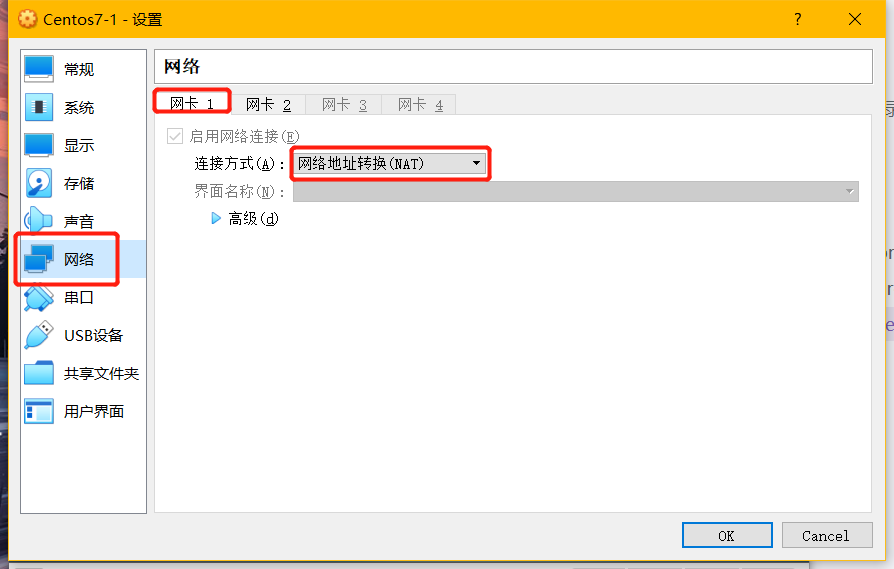 Centos7-1 - 设置
?
常规
系统
显示
存储
声音
网络
串口
USB设备
共享文件夹
用户界面
网络
网卡 1 网卡 2 网卡 3 网卡 4
启用网络连接(E)
连接方式(A)： 网络地址转换(NAT)
界面名称(N)：
高级(d)
OK Cancel